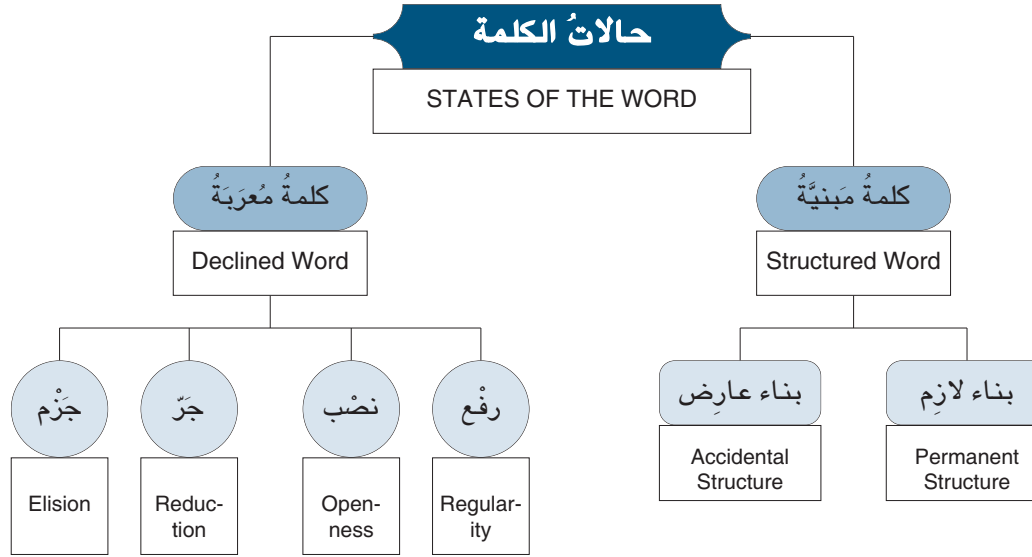 حالاتُ الكلمة
STATES OF THE WORD
كلمةُ مَبنيَّةُ
Structured Word
كلمةُ مُعرَبَةُ
Declined Word
بناء لازِم
Permanent
Structure
بناء عارِض
Accidental
Structure
رفْع
Regular-
ity
نصْب
Open-
ness
جَرّ
Reduc-
tion
جَزْم
Elision